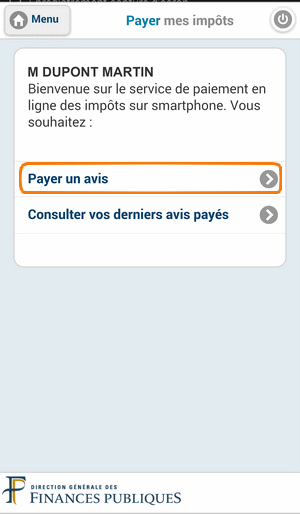 Menu
Payer mes impôts
M DUPONT MARTIN
Bienvenue sur le service de paiement en
ligne des impôts sur smartphone. Vous
souhaitez :
Payer un avis
Consulter vos derniers avis payés
DIRECTION GÉNÉRALE DES
FINANCES PUBLIQUES